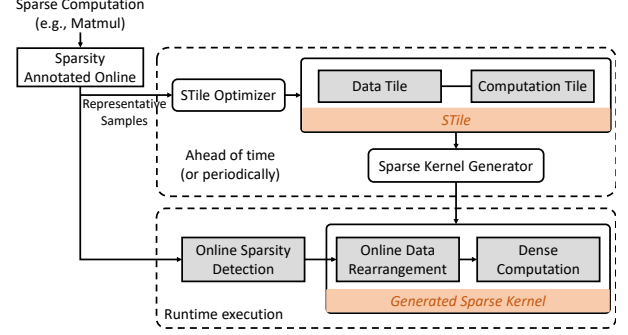 Sparse Computation
(e.g., Matmul)
Sparsity
Annotated Online
Representative
Samples
STile Optimizer
Data Tile
Computation Tile
STile
Ahead of time
(or periodically)
Sparse Kernel Generator
Online Sparsity
Detection
Online Data
Rearrangement
Dense
Computation
Generated Sparse Kernel
Runtime execution